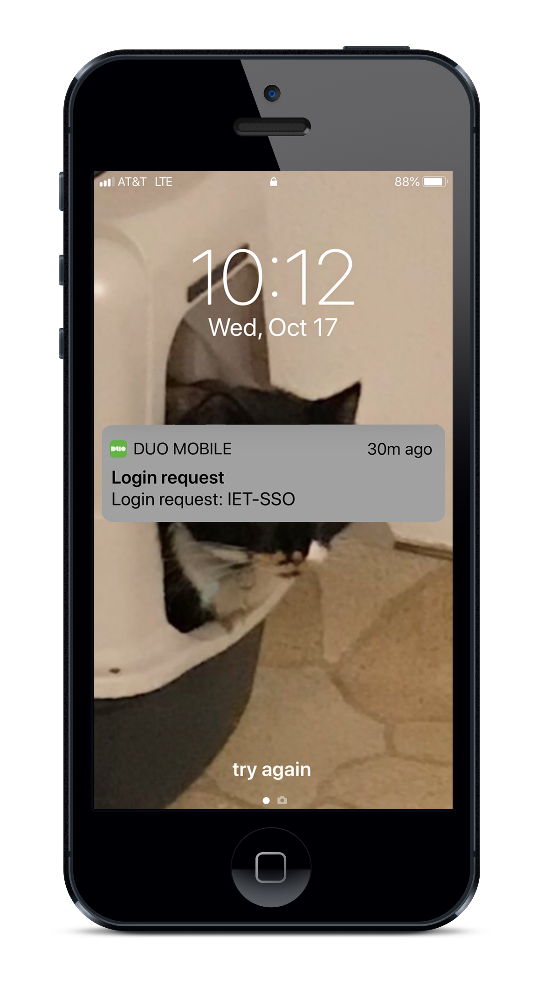 AT&T LTE 88%
10:12
Wed, Oct 17
DUO DUO MOBILE 30m ago
Login request
Login request: IET-SSO
try again